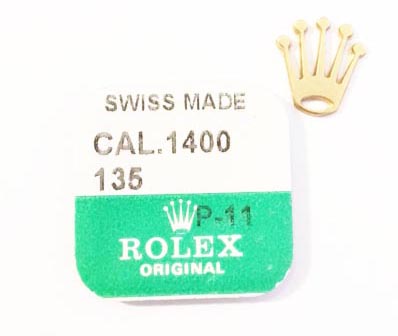 SWISS MADE
CAL.1400
135
P-11
ROLEX
ORIGINAL